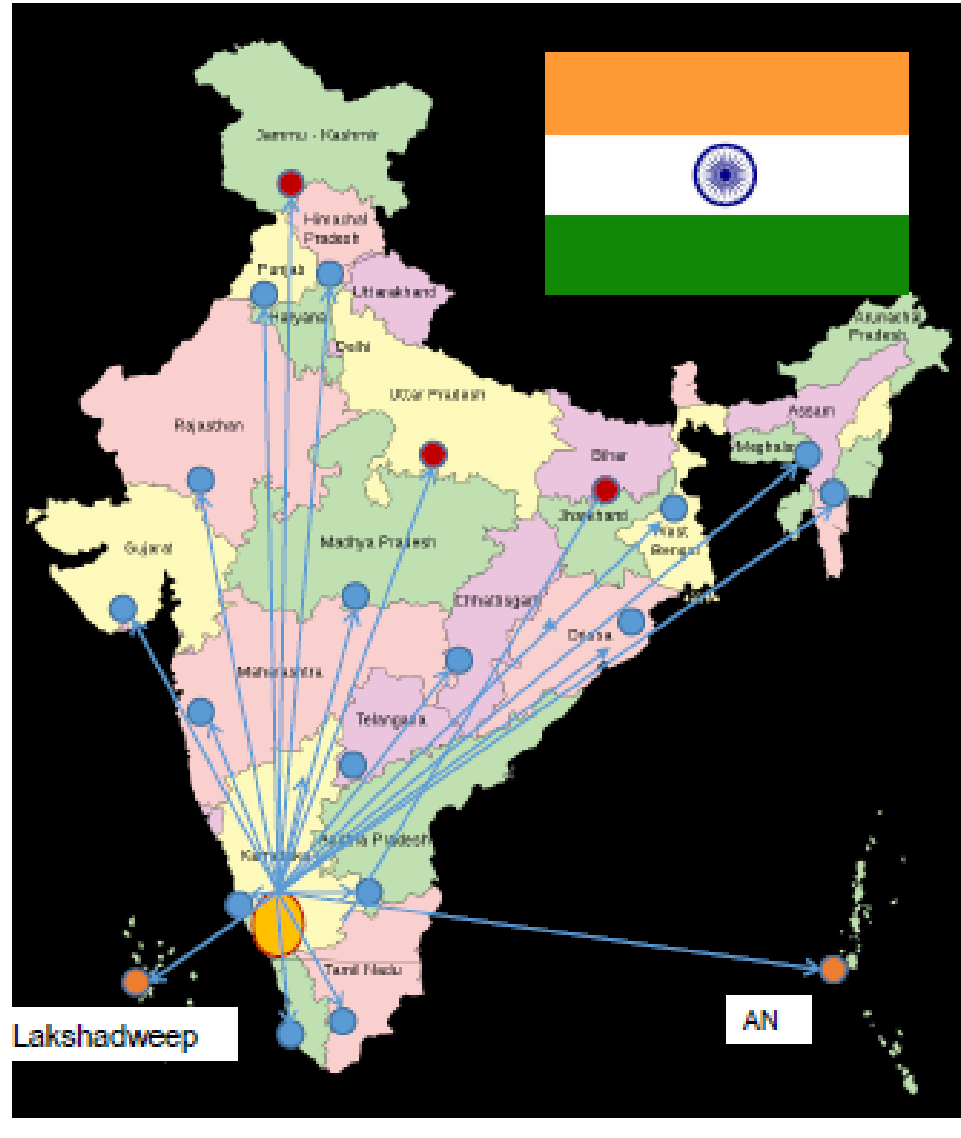 Jammu - Kashmir
Himachal
Pradesh
Punjab
Uttarakhand
Haryana
Delhi
Arunachal
Pradesh
Uttar Pradesh
Rajasthan
Assam
Meghalaya
Bihar
Jharkhand
West
Bengal
Gujarat
Madhya Pradesh
Chhattisgarh
Orissa
Maharashtra
Telangana
Andhra Pradesh
Karnataka
Tamil Nadu
Lakshadweep
AN